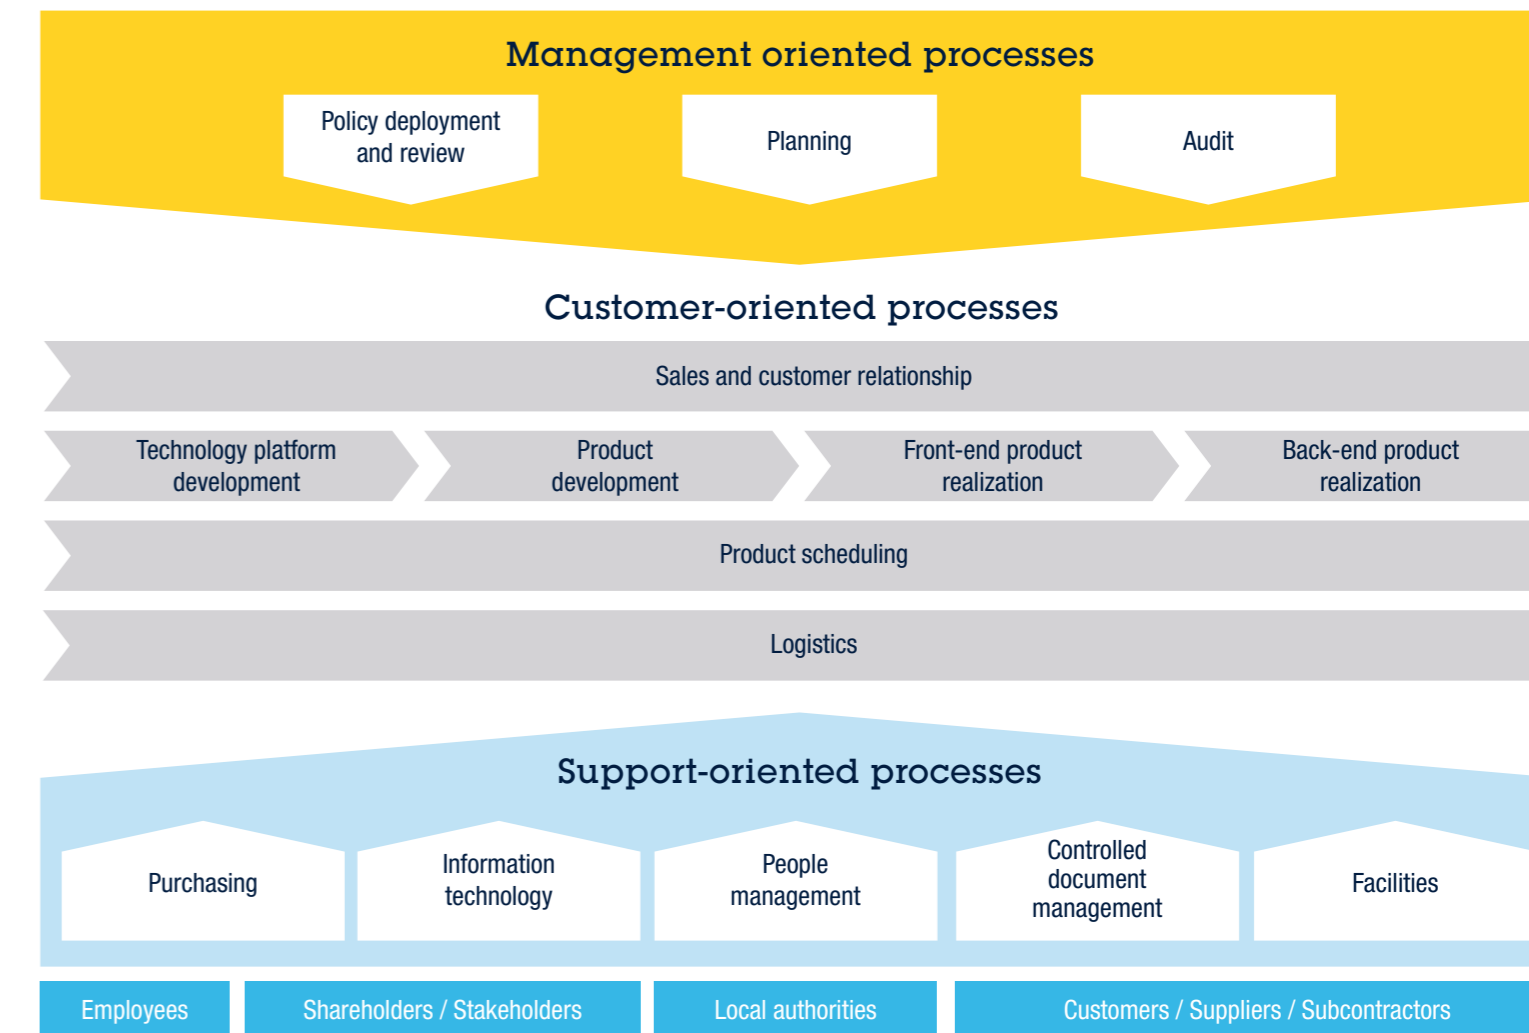 Management oriented processes
Policy deployment
and review
Planning
Audit
Customer-oriented processes
Sales and customer relationship
Technology platform
development
Product
development
Front-end product
realization
Back-end product
realization
Product scheduling
Logistics
Support-oriented processes
Purchasing
Information
technology
People
management
Controlled
document
management
Facilities
Employees
Shareholders / Stakeholders
Local authorities
Customers / Suppliers / Subcontractors